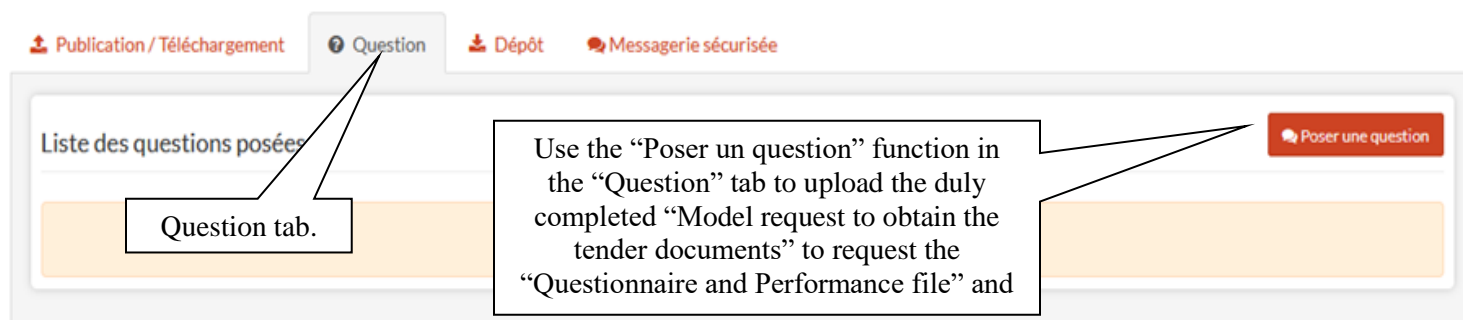 Publication / Téléchargement
Question
Dépôt
Messagerie sécurisée
Liste des questions posées
Poser une question
Question tab.
Use the “Poser un question” function in
the “Question” tab to upload the duly
completed “Model request to obtain the
tender documents” to request the
“Questionnaire and Performance file” and